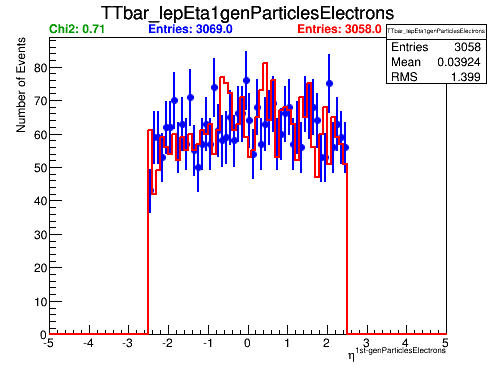 TTbar_lepEta1genParticlesElectrons
Chi2: 0.71 Entries: 3069.0 Entries: 3058.0
TTbar_lepEta1genParticlesElectrons
Entries 3058
Mean 0.03924
RMS 1.399
Number of Events
80
70
60
50
40
30
20
10
0
-5 -4 -3 -2 -1 0 1 2 3 4 5
η1st-genParticlesElectrons